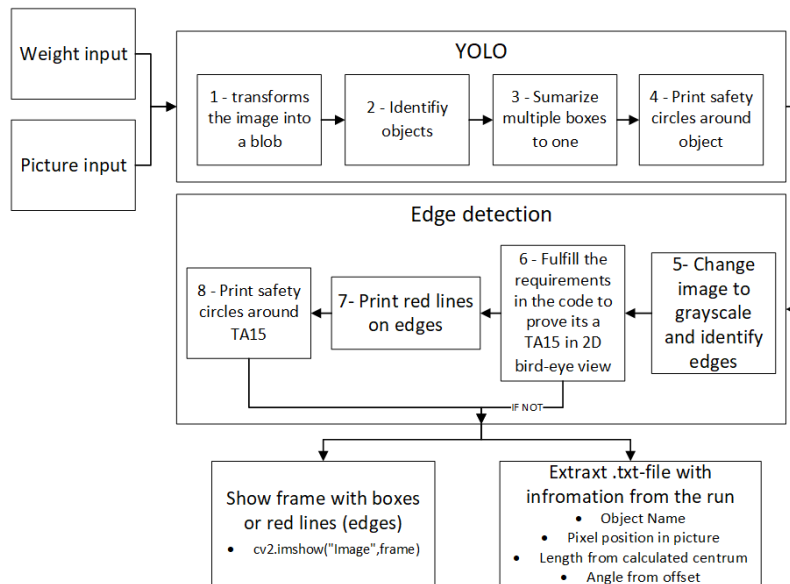 Weight input
Picture input
YOLO
1 - transforms
the image into
a blob
2 - Identifiy
objects
3 - Sumarize
multiple boxes
to one
4 - Print safety
circles around
object
Edge detection
5- Change
image to
grayscale
and identify
edges
6 - Fulfill the
requirements
in the code to
prove its a
TA15 in 2D
bird-eye view
7- Print red
lines on edges
8 - Print safety
circles around
TA15
IF NOT
Show frame with boxes
or red lines (edges)
• cv2.imshow("Image",frame)
Extraxt .txt-file with
infromation from the run
• Object Name
• Pixel position in picture
• Length from calculated centrum
• Angle from offset